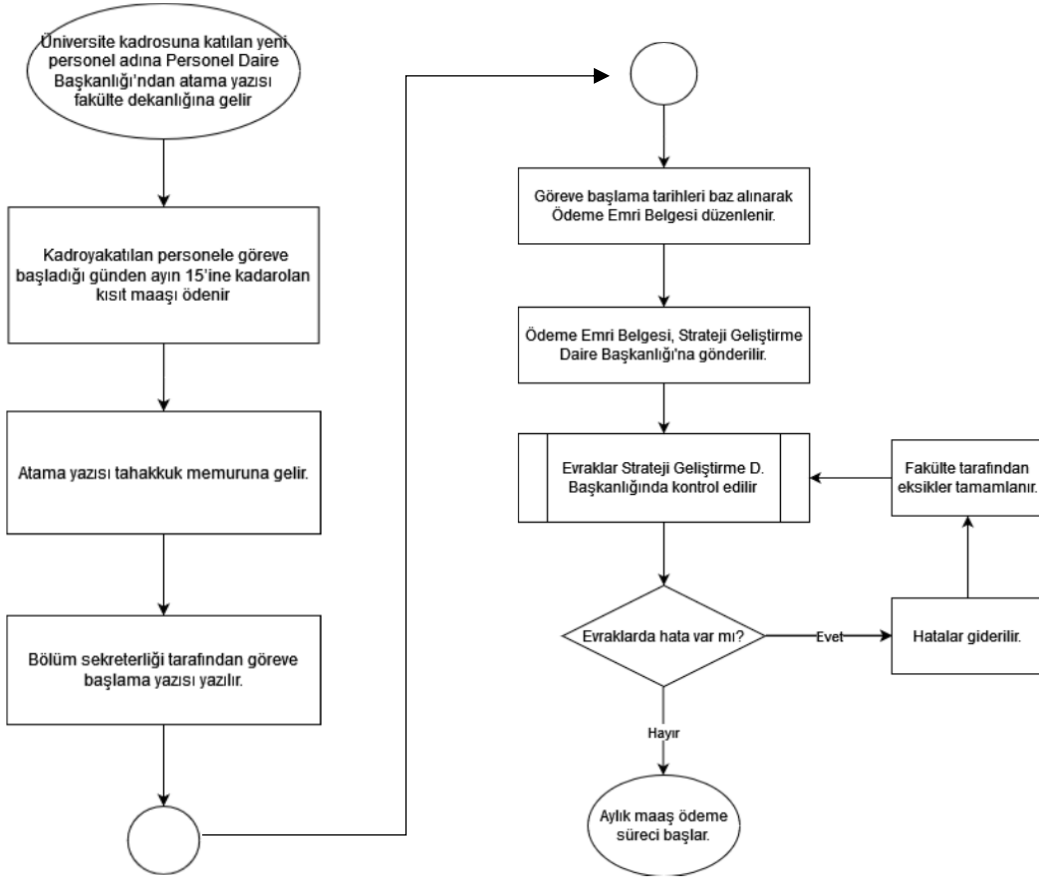 Üniversite kadrosuna katılan yeni
personel adına Personel Daire
Başkanlığı'ndan atama yazısı
fakülte dekanlığına gelir
Kadroyakatılan personele göreve
başladığı günden ayın 15'ine kadarolan
kısıt maaşı ödenir
Atama yazısı tahakkuk memuruna gelir.
Bölüm sekreterliği tarafından göreve
başlama yazısı yazılır.
Göreve başlama tarihleri baz alınarak
Ödeme Emri Belgesi düzenlenir.
Ödeme Emri Belgesi, Strateji Geliştirme
Daire Başkanlığı'na gönderilir.
Evraklar Strateji Geliştirme D.
Başkanlığında kontrol edilir
Fakülte tarafından
eksikler tamamlanır.
Evraklarda hata var mı?
Evet
Hatalar giderilir.
Hayır
Aylık maaş ödeme
süreci başlar.